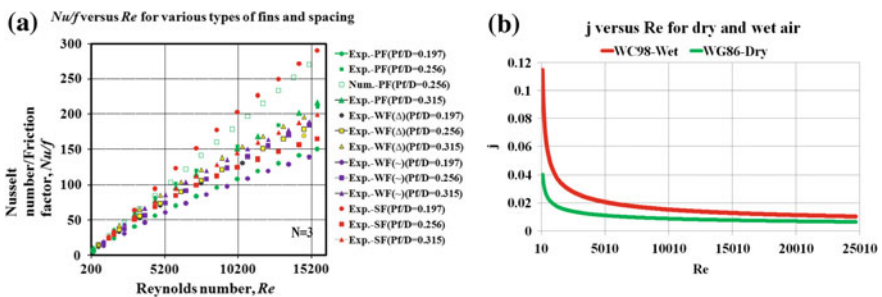 (a)
Nu/f versus Re for various types of fins and spacing
Nusselt
number/Friction
factor, Nu/f
300
250
200
150
100
50
0
200
5200
10200
15200
N=3
Reynolds number, Re
Exp.-PF(Pf/D=0.197)
Exp.-PF(Pf/D=0.256)
Num.-PF(Pf/D=0.256)
Exp.-PF(Pf/D=0.315)
Exp.-WF(Δ)(Pf/D=0.197)
Exp.-WF(Δ)(Pf/D=0.256)
Exp.-WF(Δ)(Pf/D=0.315)
Exp.-WF(~)(Pf/D=0.197)
Exp.-WF(~)(Pf/D=0.256)
Exp.-WF(~)(Pf/D=0.315)
Exp.-SF(Pf/D=0.197)
Exp.-SF(Pf/D=0.256)
Exp.-SF(Pf/D=0.315)
(b)
j versus Re for dry and wet air
WC98-Wet
WG86-Dry
j
0.12
0.1
0.08
0.06
0.04
0.02
0
10
5010
10010
15010
20010
25010
Re